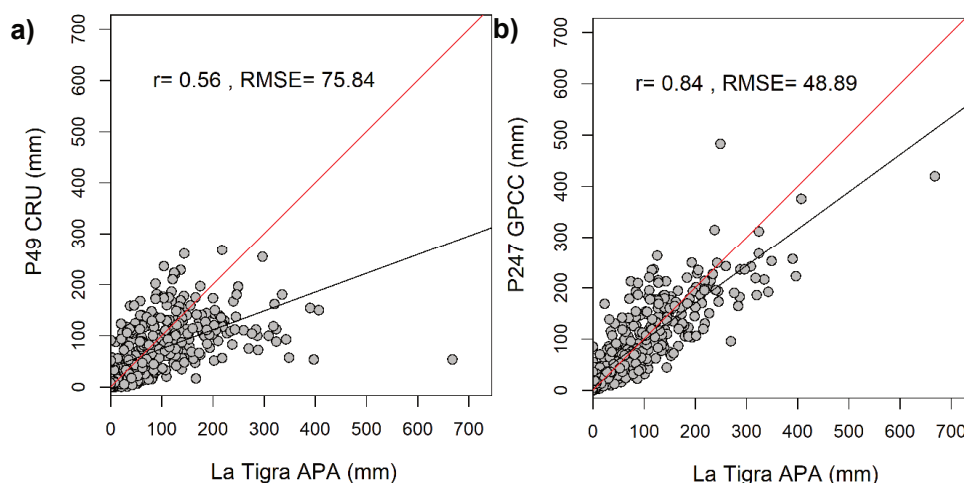 a)
r= 0.56 , RMSE= 75.84
P49 CRU (mm)
700
600
500
400
300
200
100
0
0 100 200 300 400 500 600 700
La Tigra APA (mm)
b)
r= 0.84 , RMSE= 48.89
P247 GPCC (mm)
700
600
500
400
300
200
100
0
0 100 200 300 400 500 600 700
La Tigra APA (mm)